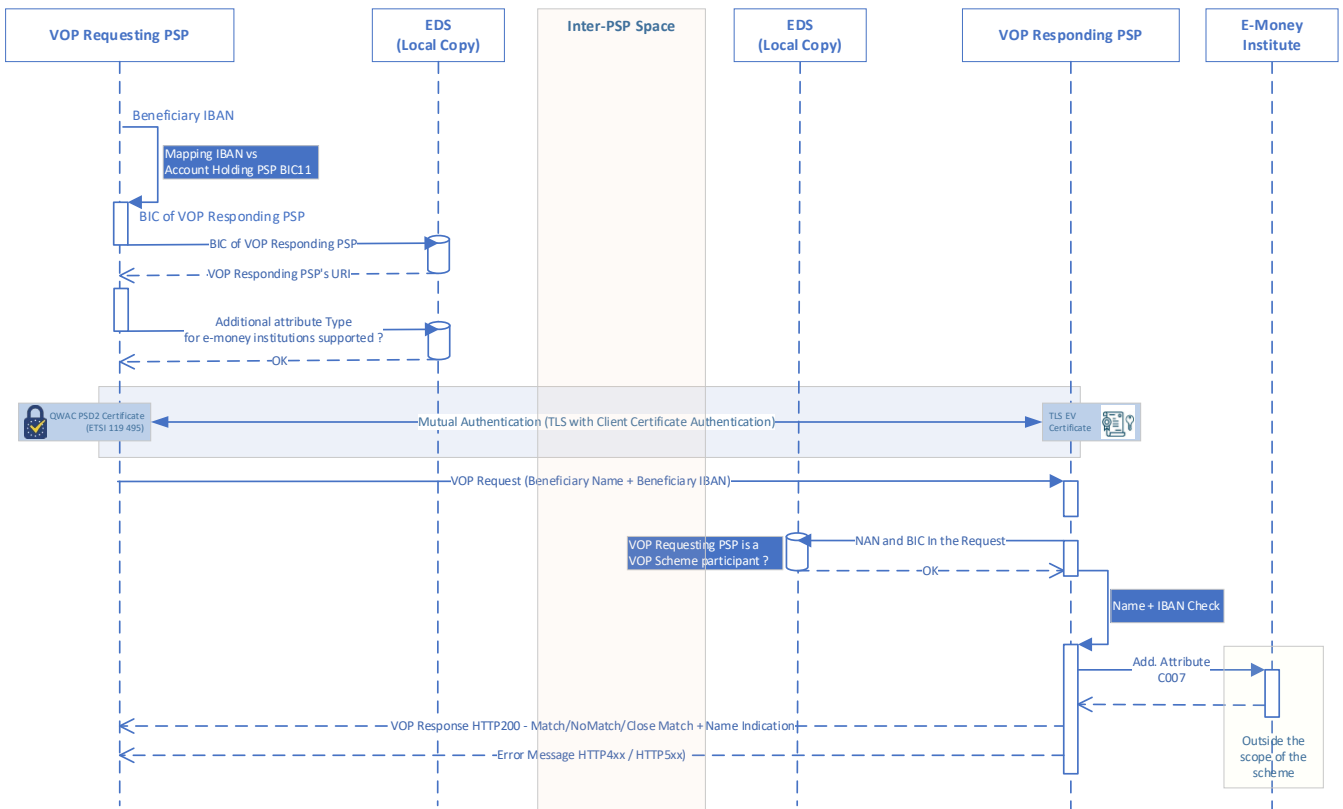 VOP Requesting PSP
EDS
(Local Copy)
Inter-PSP Space
EDS
(Local Copy)
VOP Responding PSP
E-Money
Institute
Beneficiary IBAN
Mapping IBAN vs
Account Holding PSP BIC11
BIC of VOP Responding PSP
BIC of VOP Responding PSP
VOP Responding PSP's URI
Additional attribute Type
for e-money institutions supported ?
OK
QWAC PSD2 Certificate
(ETSI 119 495)
Mutual Authentication (TLS with Client Certificate Authentication)
TLS EV
Certificate
VOP Request (Beneficiary Name + Beneficiary IBAN)
VOP Requesting PSP is a
VOP Scheme participant ?
NAN and BIC In the Request
OK
Name + IBAN Check
Add. Attribute
C007
VOP Response HTTP200 - Match/NoMatch/Close Match + Name Indication
Error Message HTTP4xx / HTTP5xx)
Outside the
scope of the
scheme